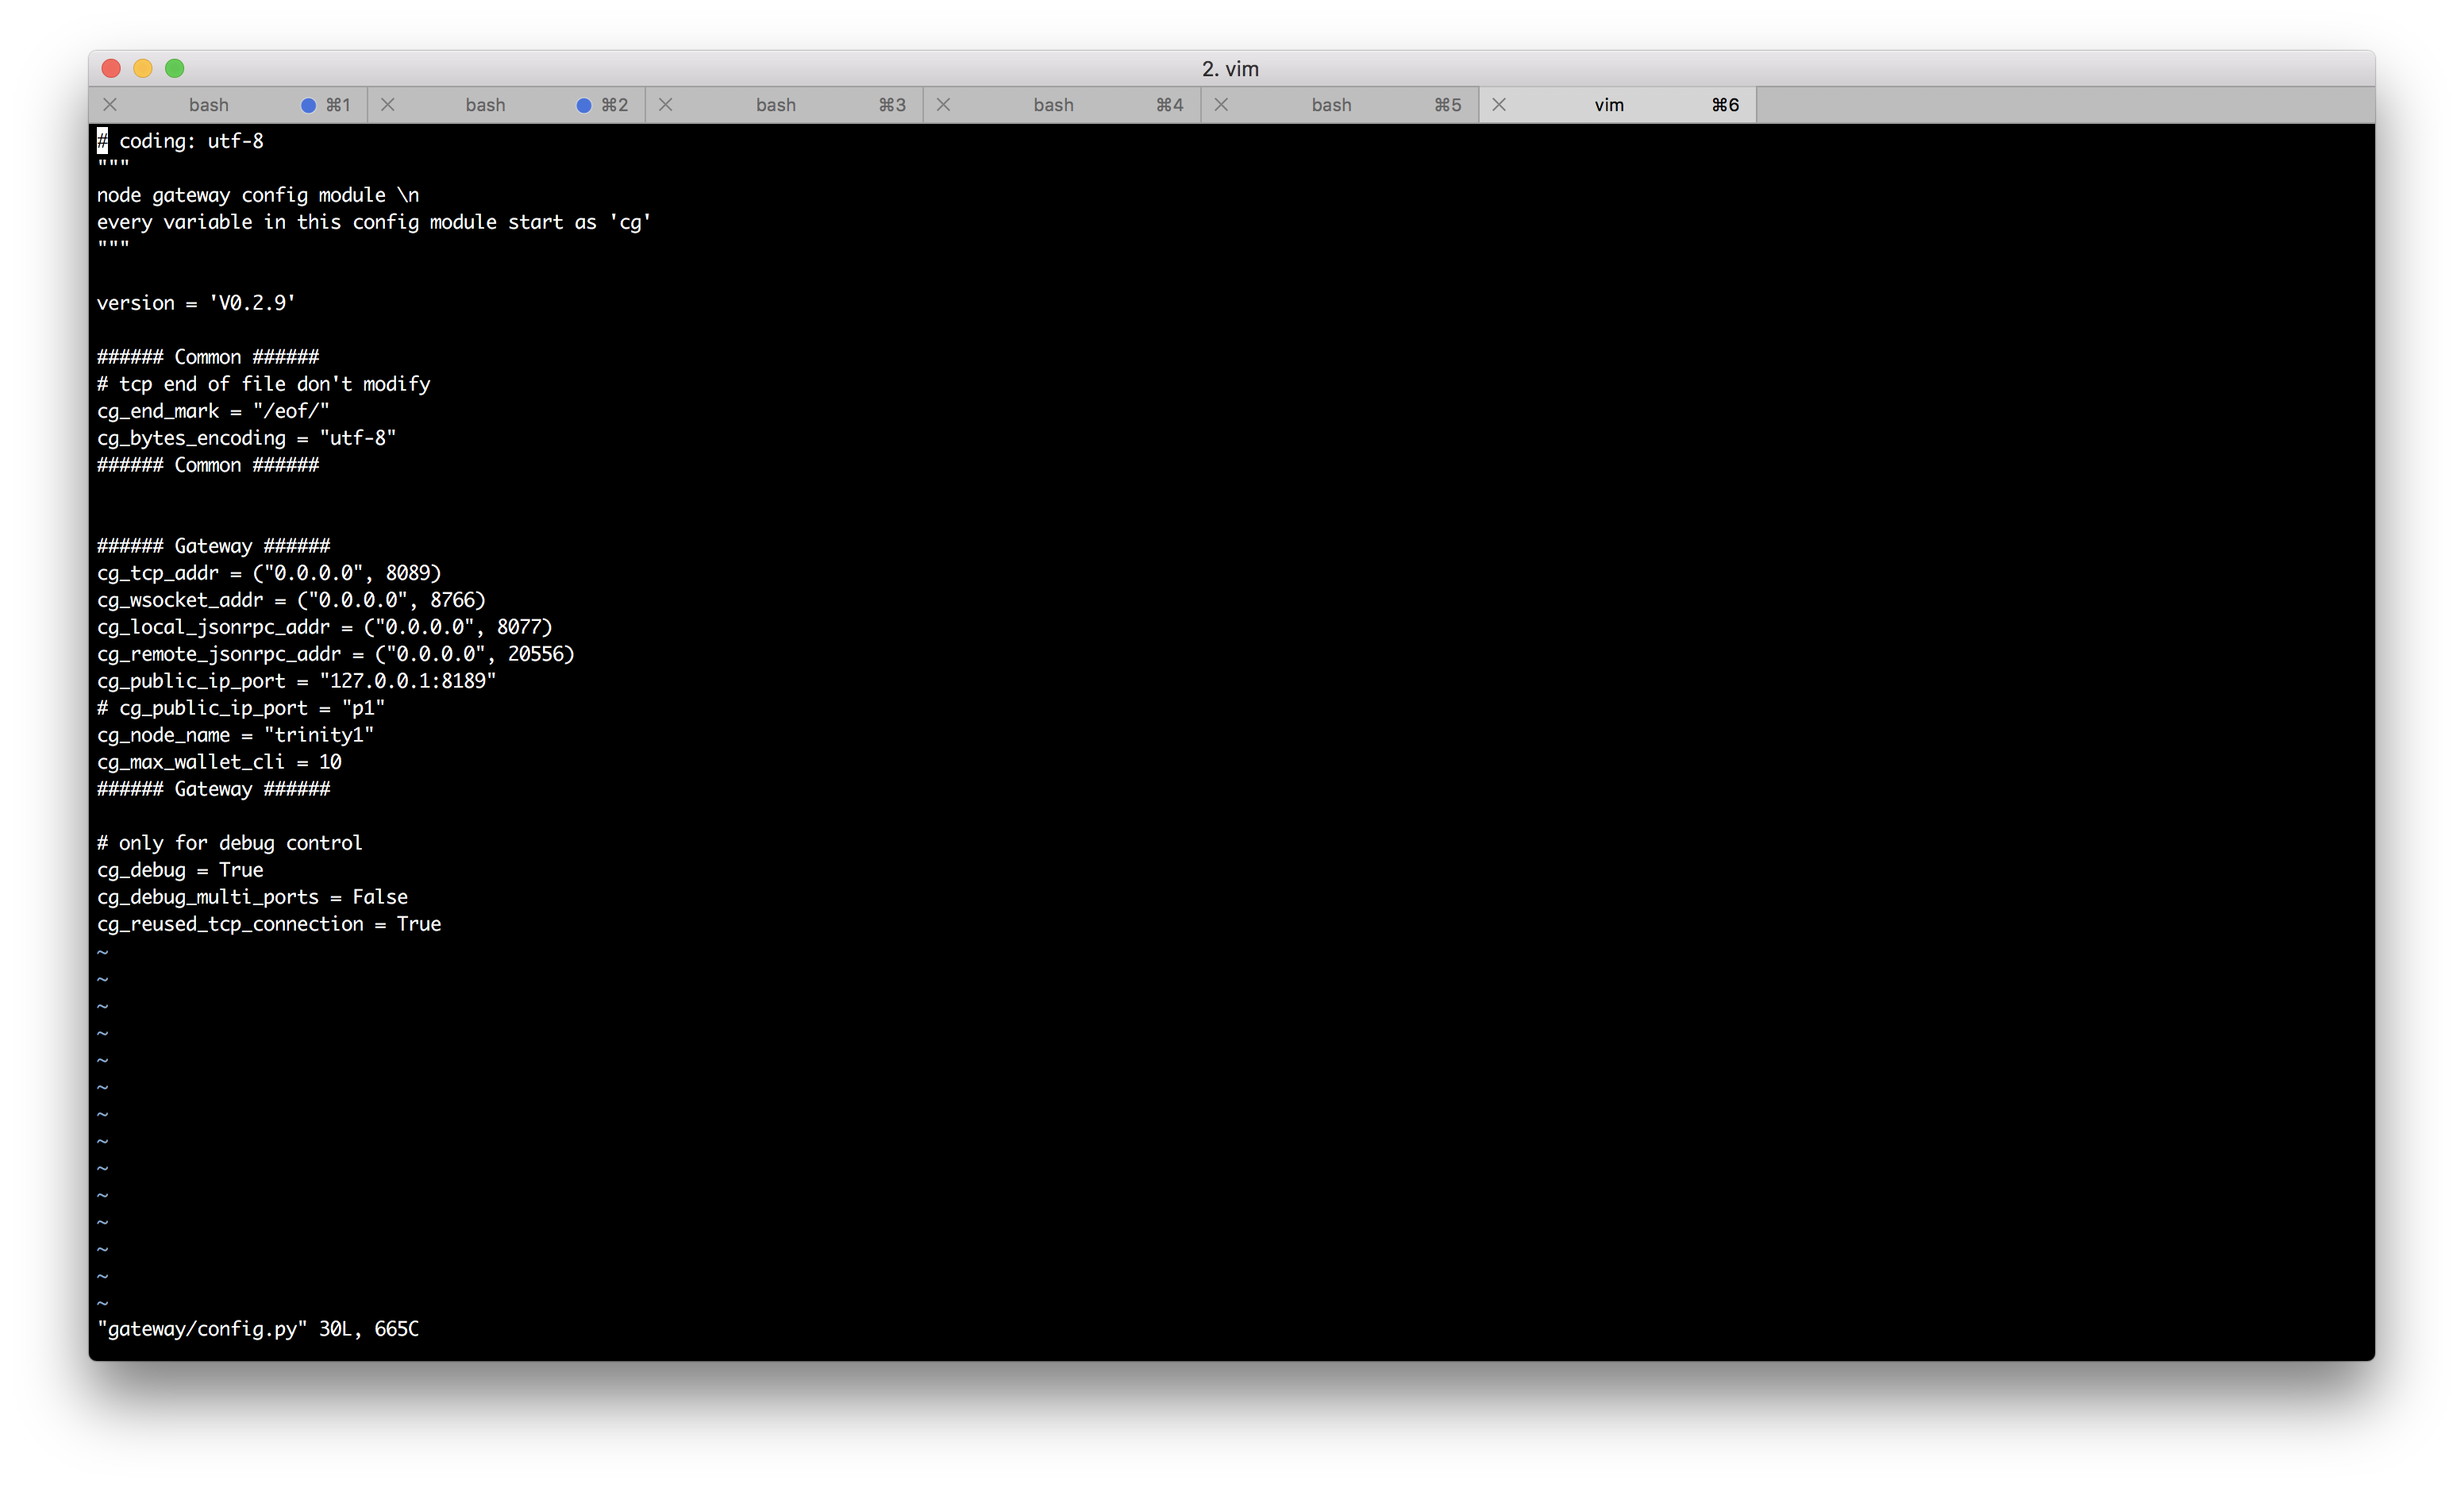 2. vim
bash ⌘1 bash ⌘2 bash ⌘3 bash ⌘4 bash ⌘5 vim ⌘6
# coding: utf-8
"""
node gateway config module \n
every variable in this config module start as 'cg'
"""
version = 'V0.2.9'
###### Common ######
# tcp end of file don't modify
cg_end_mark = "/eof/"
cg_bytes_encoding = "utf-8"
###### Common ######
###### Gateway ######
cg_tcp_addr = ("0.0.0.0", 8089)
cg_wsocket_addr = ("0.0.0.0", 8766)
cg_local_jsonrpc_addr = ("0.0.0.0", 8077)
cg_remote_jsonrpc_addr = ("0.0.0.0", 20556)
cg_public_ip_port = "127.0.0.1:8189"
# cg_public_ip_port = "p1"
cg_node_name = "trinity1"
cg_max_wallet_cli = 10
###### Gateway ######
# only for debug control
cg_debug = True
cg_debug_multi_ports = False
cg_reused_tcp_connection = True
~
~
~
~
~
~
~
~
~
~
~
~
~
~
"gateway/config.py" 30L, 665C